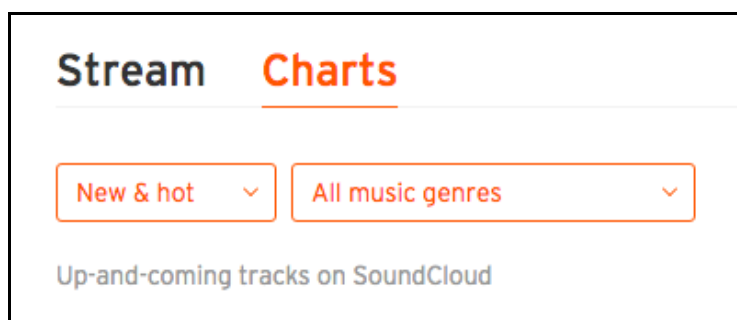 Stream Charts
New & hot All music genres
Up-and-coming tracks on SoundCloud